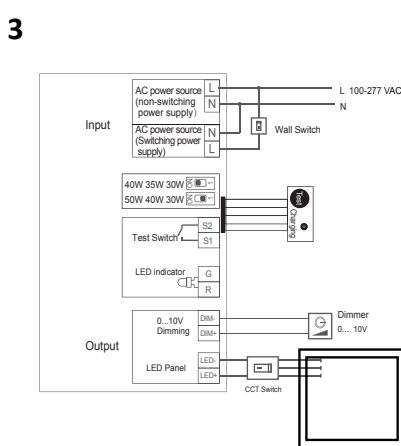 3
AC power source
(non-switching
power supply)
L
N
L 100-277 VAC
N
Input
AC power source
(Switching power
supply)
N
L
Wall Switch
40W 35W 30W
50W 40W 30W
Test
Charging
Test Switch
S2
S1
LED indicator
G
R
0...10V
Dimming
DIM-
DIM+
Dimmer
0... 10V
Output
LED Panel
LED-
LED+
CCT Switch